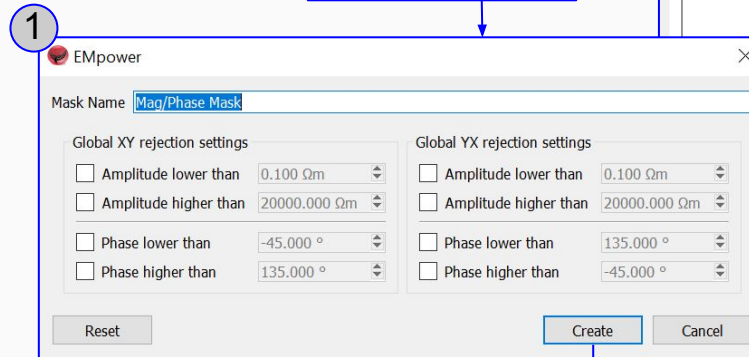 1
EMpower
Mask Name Mag/Phase Mask
Global XY rejection settings
Amplitude lower than 0.100 Ωm
Amplitude higher than 20000.000 Ωm
Phase lower than -45.000 °
Phase higher than 135.000 °
Global YX rejection settings
Amplitude lower than 0.100 Ωm
Amplitude higher than 20000.000 Ωm
Phase lower than 135.000 °
Phase higher than -45.000 °
Reset Create Cancel